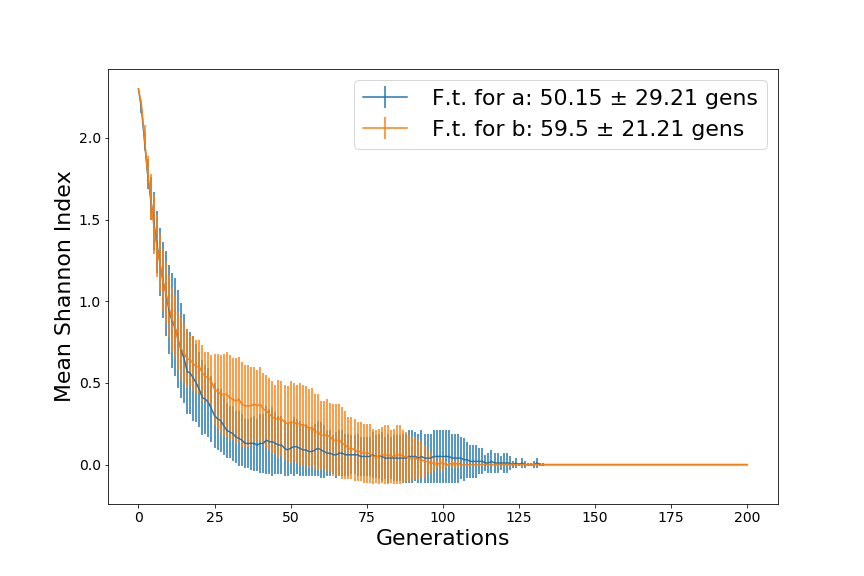 F.t. for a: 50.15 ± 29.21 gens
F.t. for b: 59.5 ± 21.21 gens
Mean Shannon Index
2.0
1.5
1.0
0.5
0.0
0 25 50 75 100 125 150 175 200
Generations